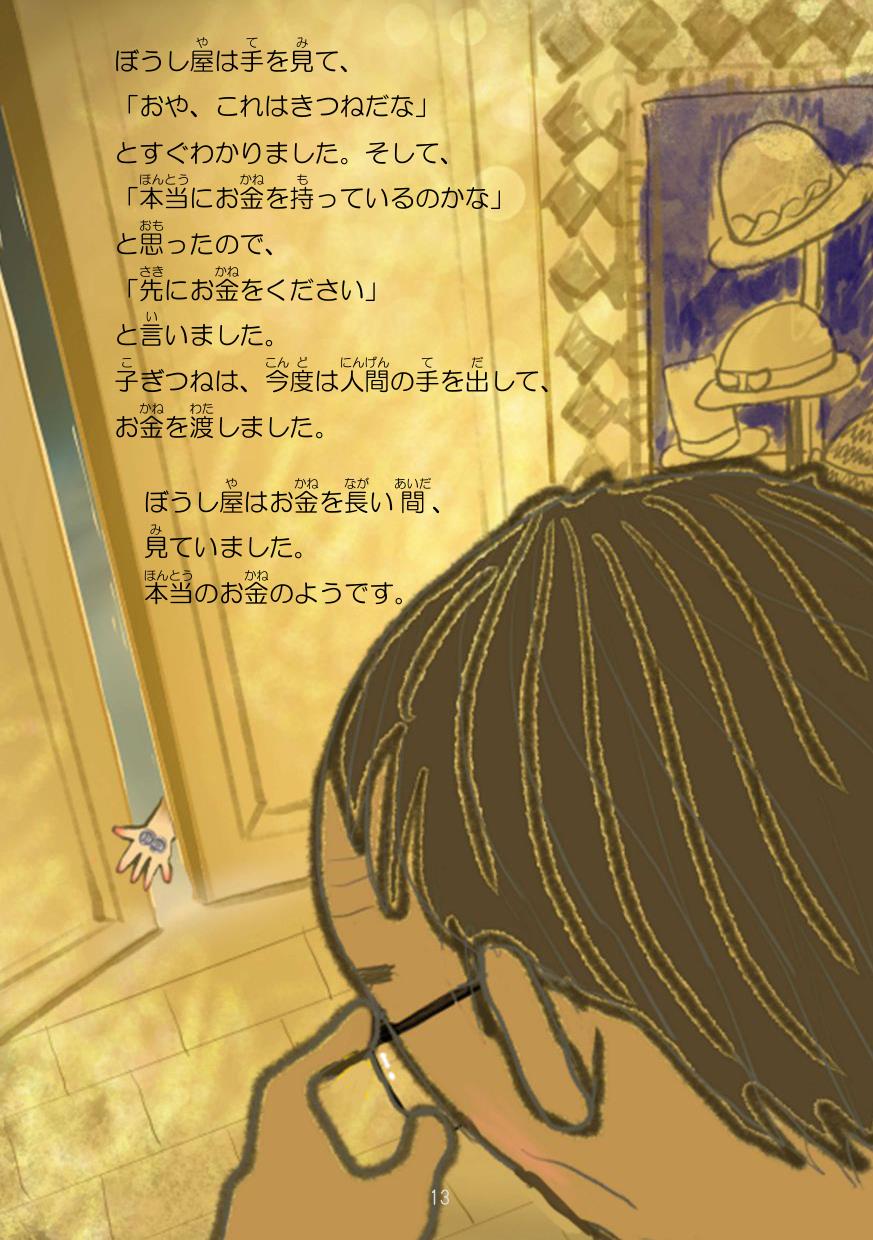 ぼうし屋は手を見て、
「おや、これはきつねだな」
とすぐわかりました。そして、
「本当にお金を持っているのかな」
と思ったので、
「先にお金をください」
と言いました。
子ぎつねは、今度は人間の手を出して、
お金を渡しました。
ぼうし屋はお金を長い間、
見ていました。
本当のお金のようです。
13